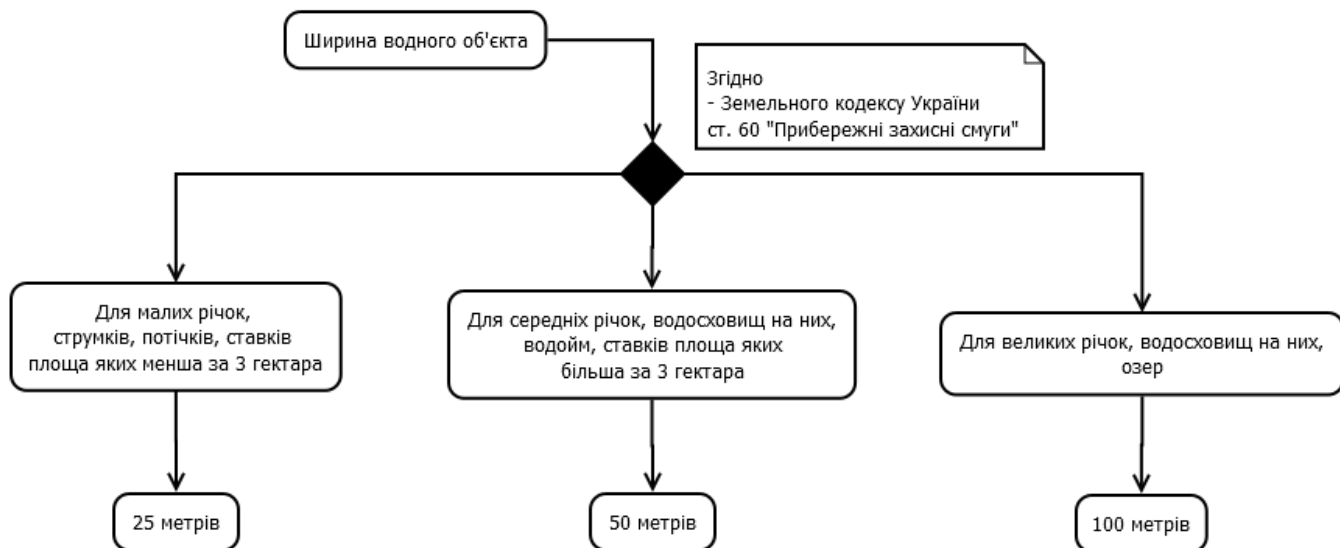 Ширина водного об'єкта
Згідно
- Земельного кодексу України
ст. 60 "Прибережні захисні смуги"
Для малих річок,
струмків, потічків, ставків
площа яких менша за 3 гектара
Для середніх річок, водосховищ на них,
водойм, ставків площа яких
більша за 3 гектара
Для великих річок, водосховищ на них,
озер
25 метрів
50 метрів
100 метрів